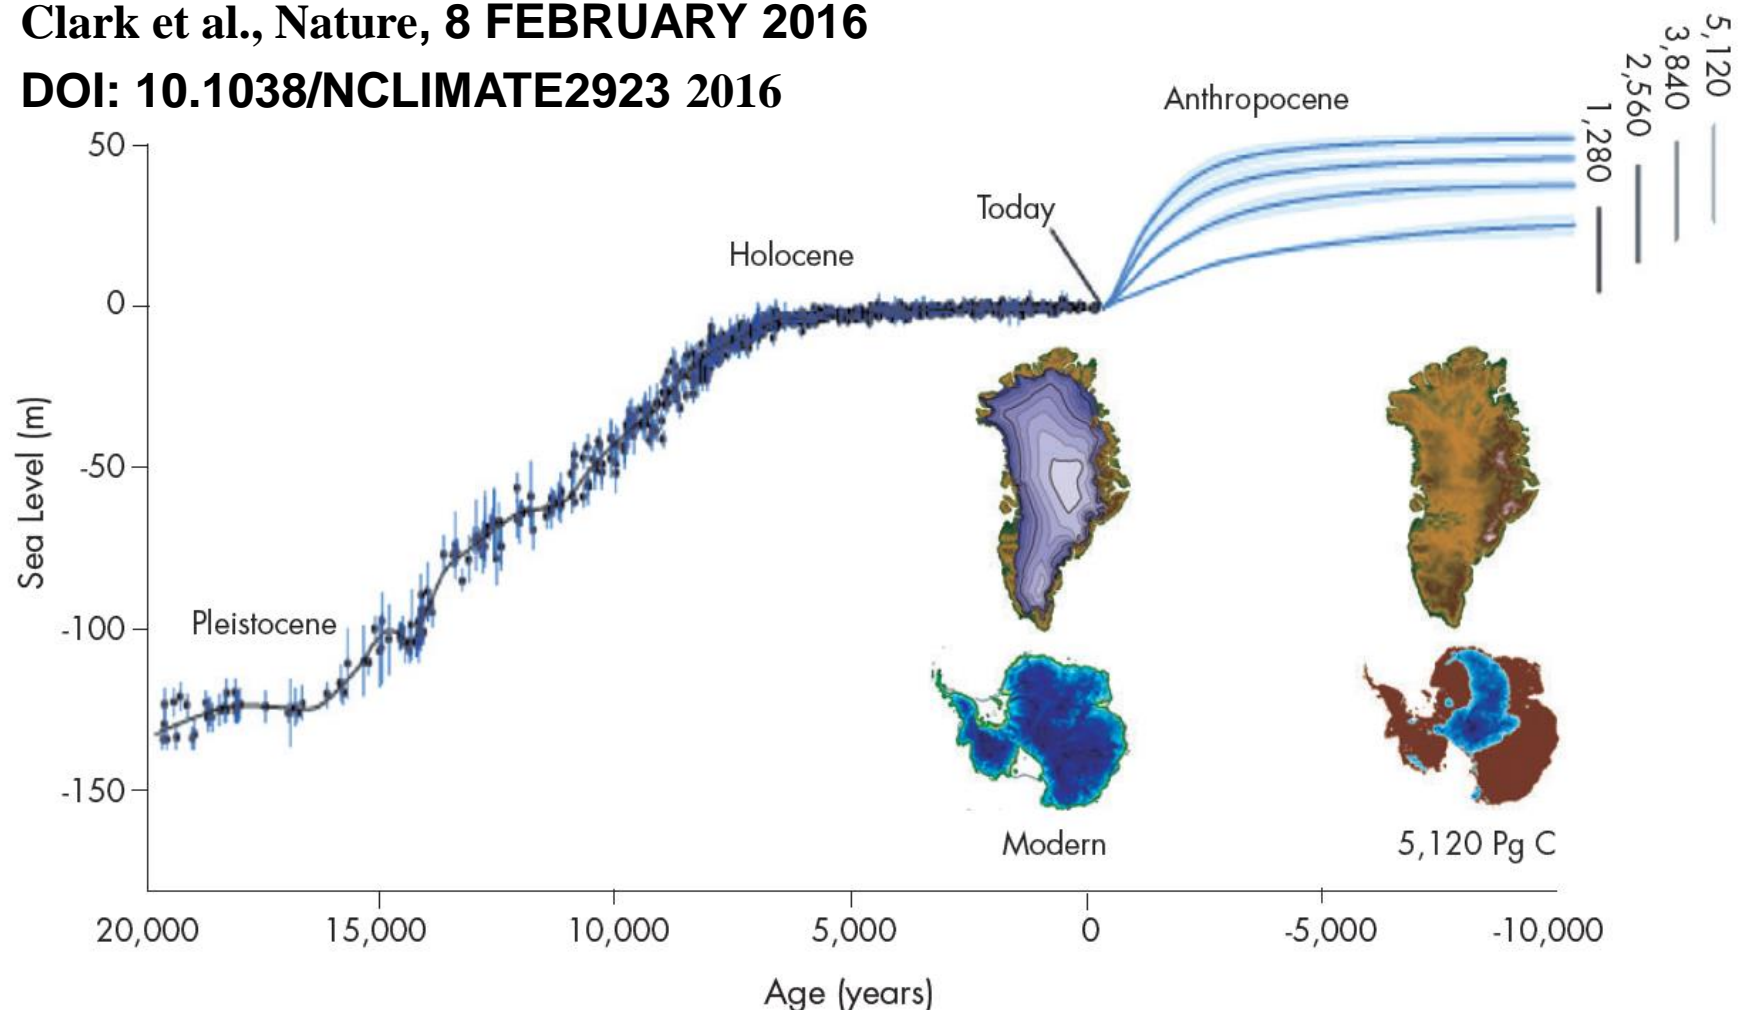 Clark et al., Nature, 8 FEBRUARY 2016
DOI: 10.1038/NCLIMATE2923 2016
Anthropocene
1,280
2,560
3,840
5,120
50
Today
Holocene
0
-50
Sea Level (m)
-100
Pleistocene
-150
Modern
5,120 Pg C
20,000
15,000
10,000
5,000
0
-5,000
-10,000
Age (years)